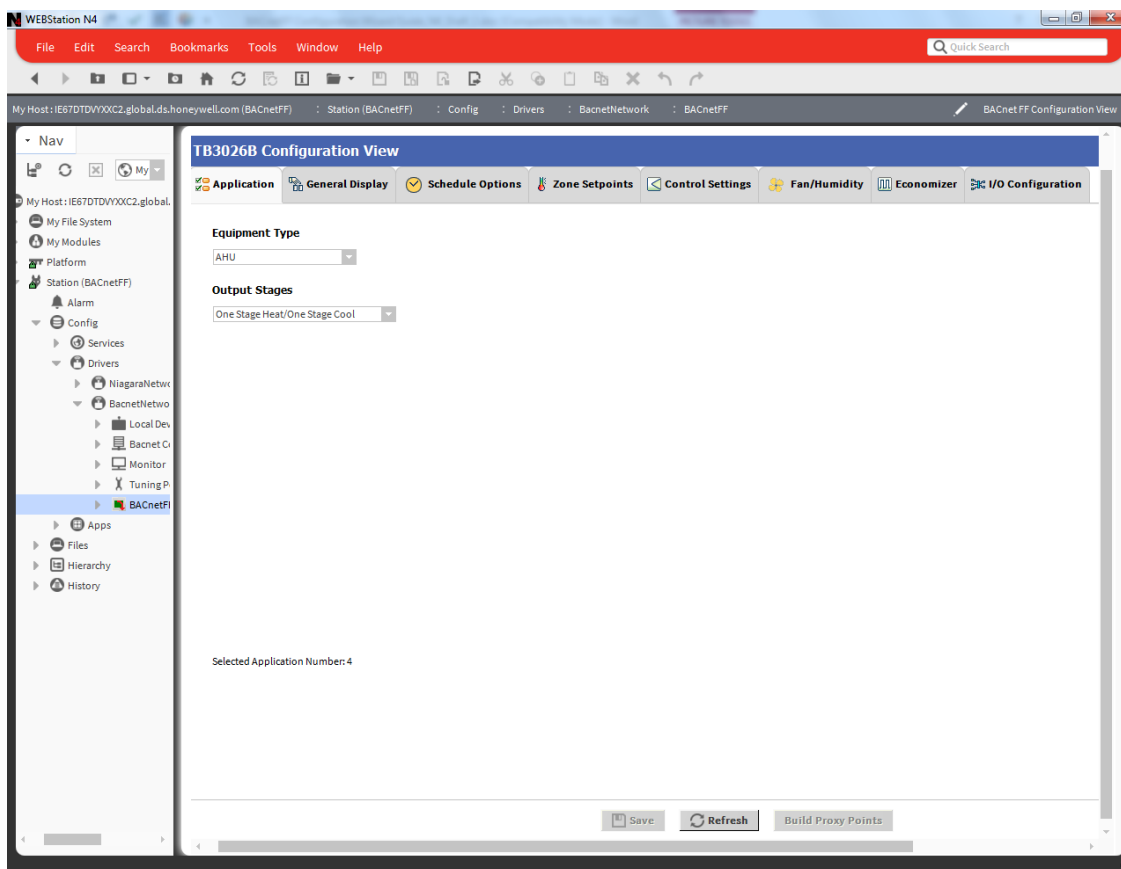 WEBStation N4
File Edit Search Bookmarks Tools Window Help
Quick Search
My Host : IE67DTDVYXXC2.global.ds.honeywell.com (BACnetFF) : Station (BACnetFF) : Config : Drivers : BacnetNetwork : BACnetFF
BACnet FF Configuration View
Nav
My
My Host : IE67DTDVYXXC2.global.
My File System
My Modules
Platform
Station (BACnetFF)
Alarm
Config
Services
Drivers
NiagaraNetwo
BacnetNetwo
Local Dev
Bacnet Co
Monitor
Tuning P
BACnetF
Apps
Files
Hierarchy
History
TB3026B Configuration View
Application General Display Schedule Options Zone Setpoints Control Settings Fan/Humidity Economizer I/O Configuration
Equipment Type
AHU
Output Stages
One Stage Heat/One Stage Cool
Selected Application Number: 4
Save Refresh Build Proxy Points